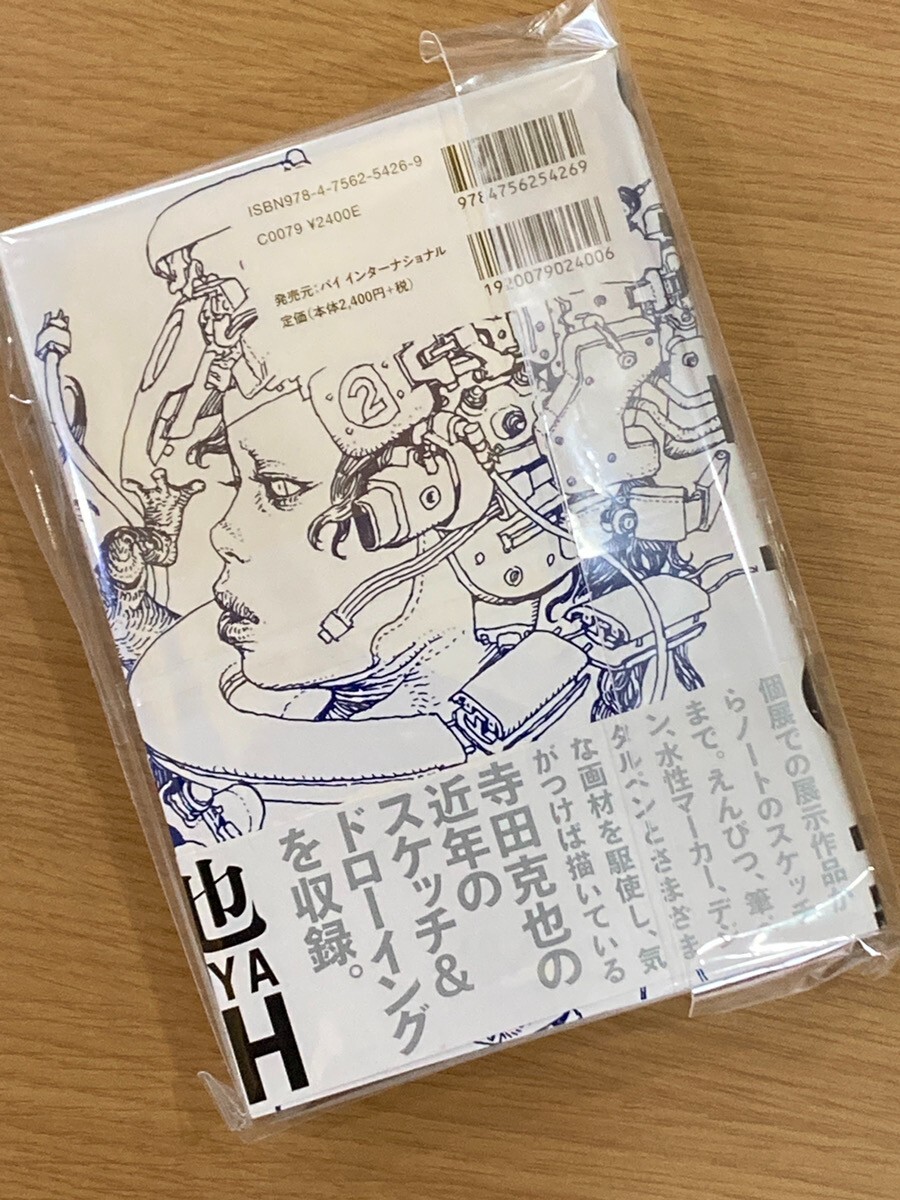 ISBN978-4-7562-5426-9
C0079 ¥2400E
発売元:パイ インターナショナル
定価(本体2,400円+税)
9784756254269
1920079024006
2
個展での展示作品か
らノートのスケッチ
まで。えんぴつ、筆ペ
ン、水性マーカー、デジ
タルペンとさまざま
な画材を駆使し、気
がつけば描いている
寺田克也の
近年の
スケッチ&
ドローイング
を収録。
也
YA
H